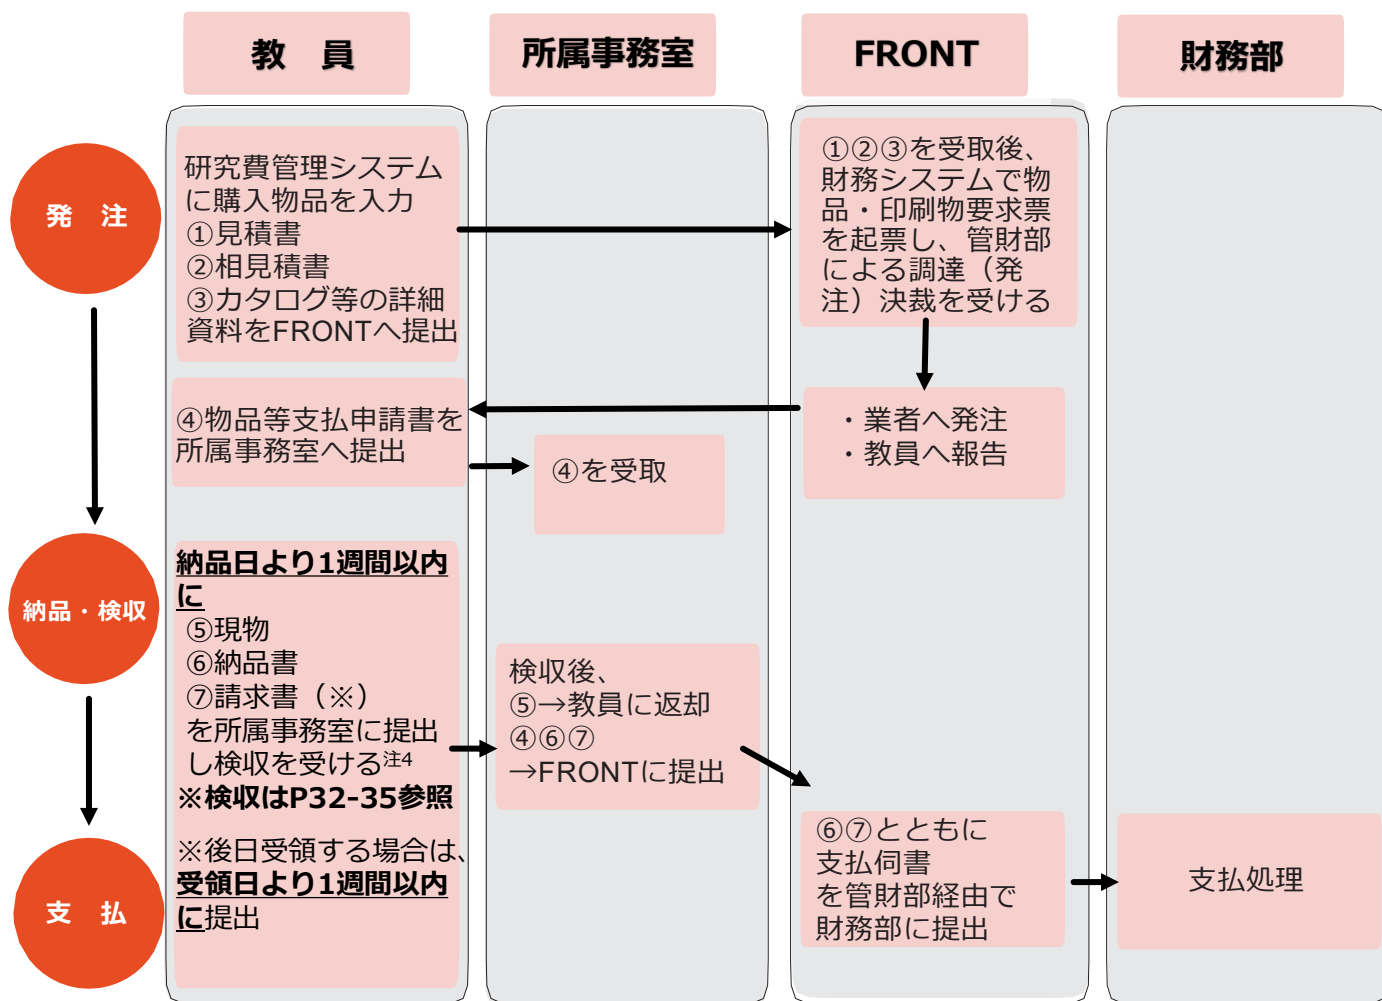 教　員
所属事務室
FRONT
財務部
発　注
研究費管理システム
に購入物品を入力
①見積書
②相見積書
③カタログ等の詳細
資料をFRONTへ提出
①②③を受取後、
財務システムで物
品・印刷物要求票
を起票し、管財部
による調達（発
注）決裁を受ける
④物品等支払申請書を
所属事務室へ提出
④を受取
・業者へ発注
・教員へ報告
納品・検収
納品日より1週間以内
に
⑤現物
⑥納品書
⑦請求書（※）
を所属事務室に提出
し検収を受ける注4
※検収はP32-35参照
※後日受領する場合は、
受領日より1週間以内
に提出
検収後、
⑤→教員に返却
④⑥⑦
→FRONTに提出
支　払
⑥⑦とともに
支払伺書
を管財部経由で
財務部に提出
支払処理